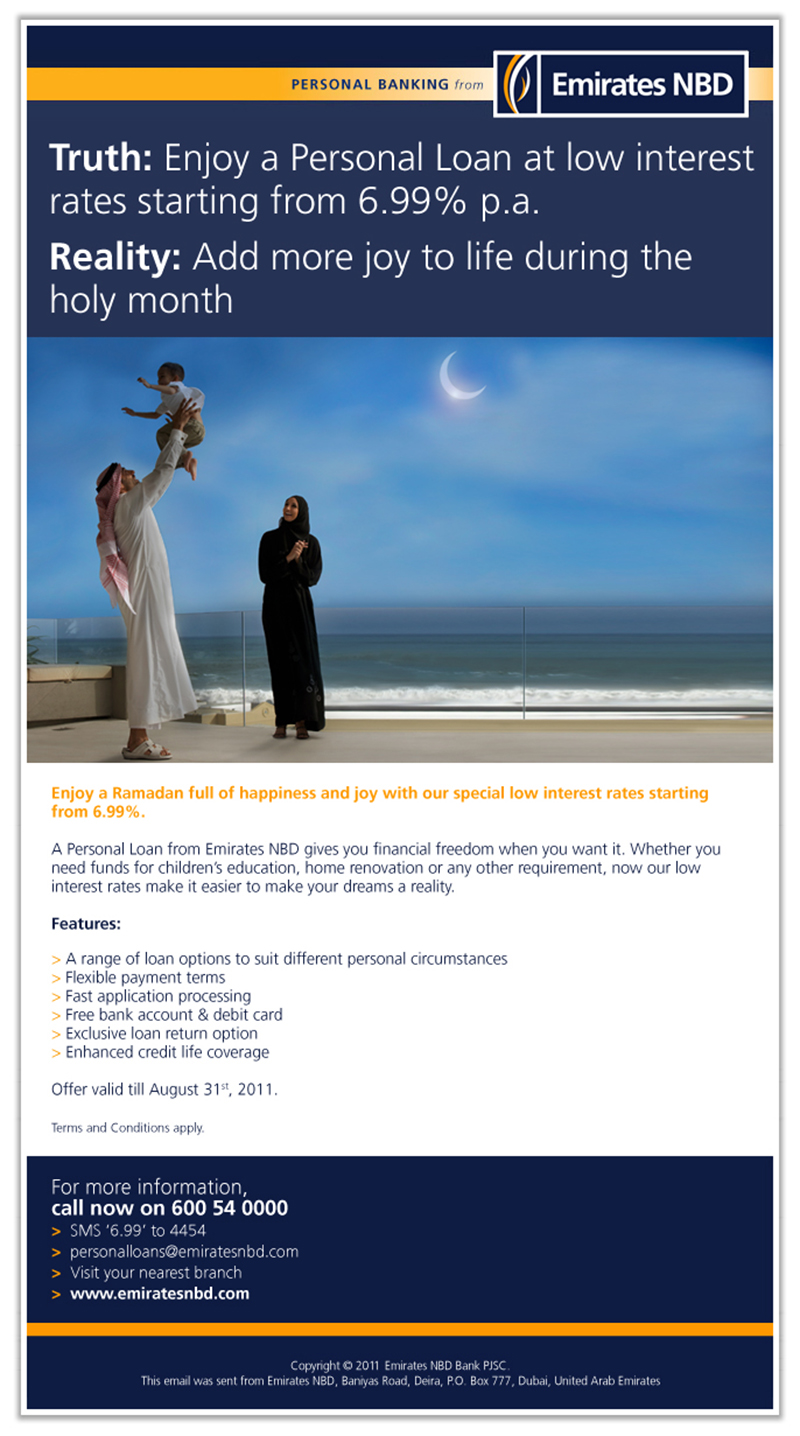 PERSONAL BANKING from
Emirates NBD
Truth: Enjoy a Personal Loan at low interest
rates starting from 6.99% p.a.
Reality: Add more joy to life during the
holy month
Enjoy a Ramadan full of happiness and joy with our special low interest rates starting
from 6.99%.
A Personal Loan from Emirates NBD gives you financial freedom when you want it. Whether you
need funds for children's education, home renovation or any other requirement, now our low
interest rates make it easier to make your dreams a reality.
Features:
> A range of loan options to suit different personal circumstances
> Flexible payment terms
> Fast application processing
> Free bank account & debit card
> Exclusive loan return option
> Enhanced credit life coverage
Offer valid till August 31st, 2011.
Terms and Conditions apply.
For more information,
call now on 600 54 0000
> SMS '6.99' to 4454
> personalloans@emiratesnbd.com
> Visit your nearest branch
> www.emiratesnbd.com
Copyright © 2011 Emirates NBD Bank PJSC.
This email was sent from Emirates NBD, Baniyas Road, Deira, P.O. Box 777, Dubai, United Arab Emirates